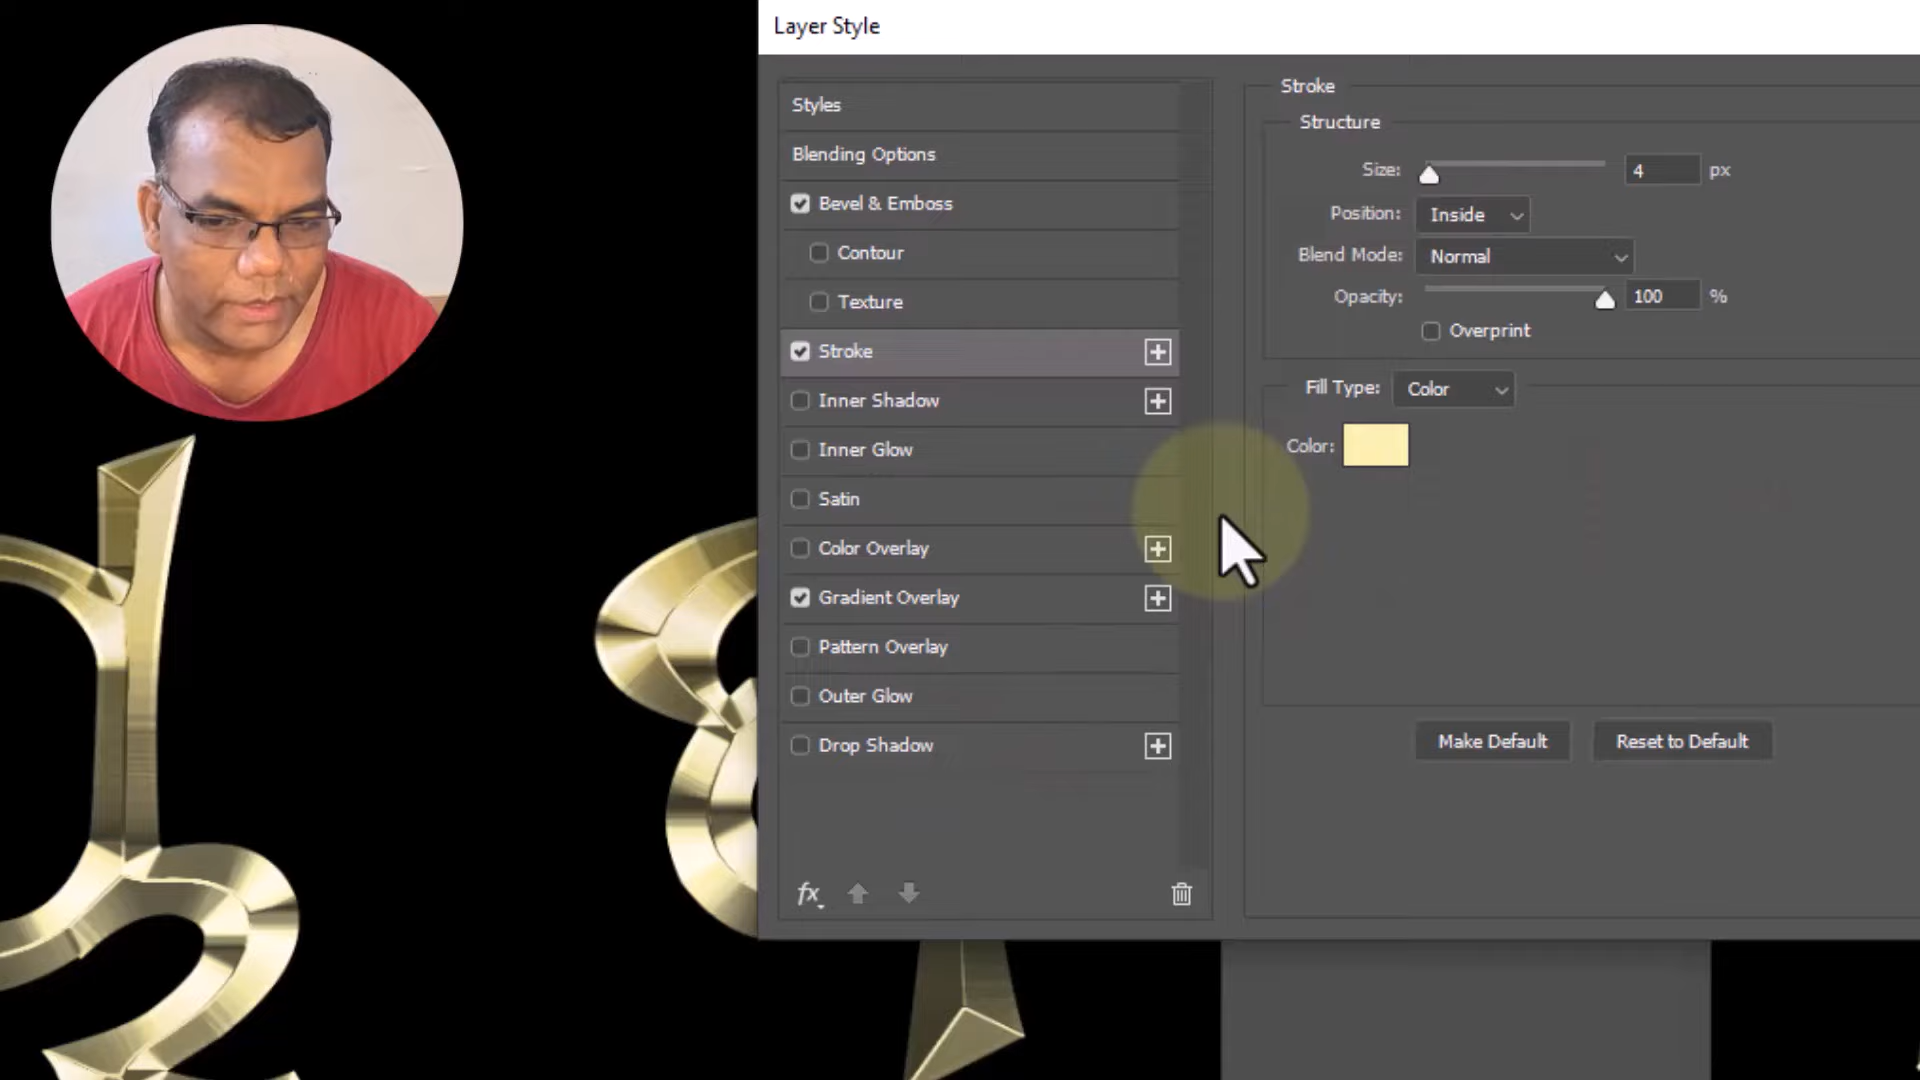 Layer Style
Styles
Blending Options
Bevel & Emboss
Contour
Texture
Stroke
Inner Shadow
Inner Glow
Satin
Color Overlay
Gradient Overlay
Pattern Overlay
Outer Glow
Drop Shadow
fx
Stroke
Structure
Size: 4 px
Position: Inside
Blend Mode: Normal
Opacity: 100 %
Overprint
Fill Type: Color
Color:
Make Default Reset to Default